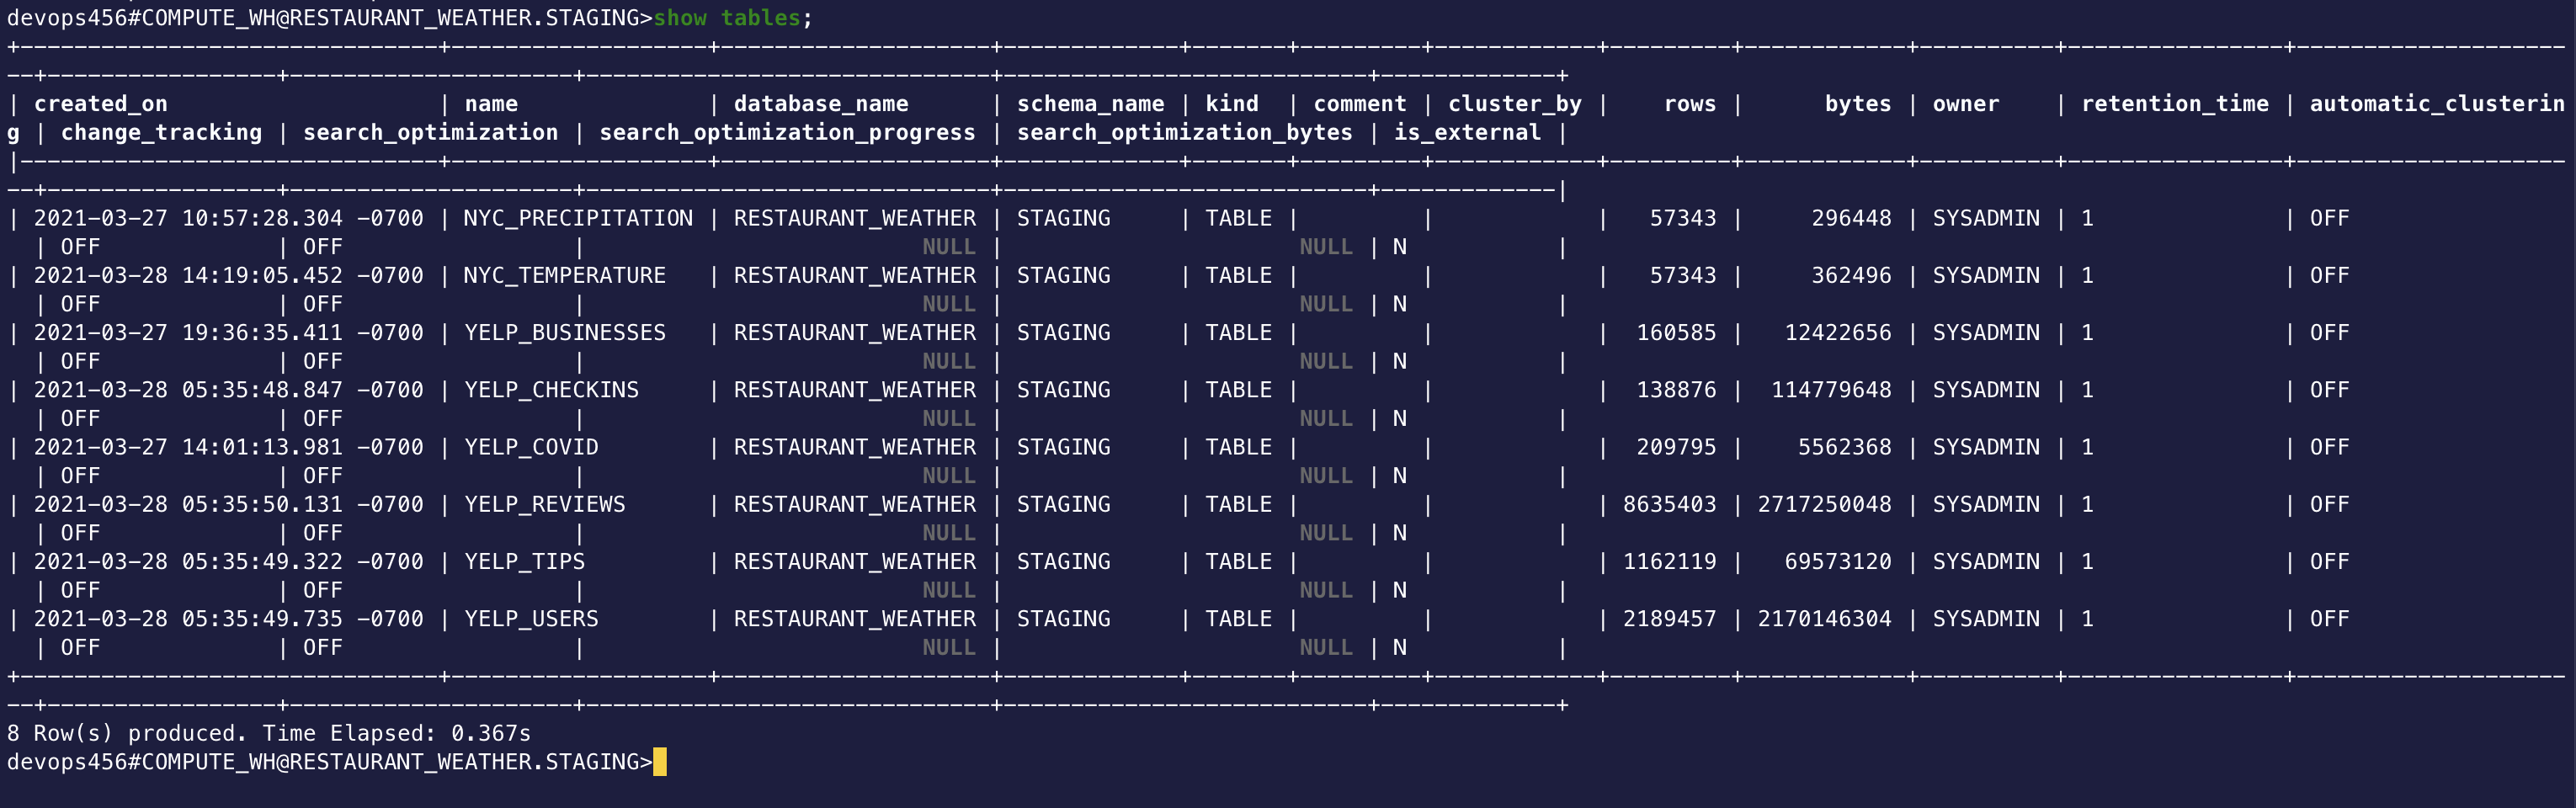 devops456#COMPUTE_WH@RESTAURANT_WEATHER.STAGING>show tables;
+-------------------------------+-------------------+--------------------+-------------+-------+---------+------------+---------+------------+----------+----------------+--------------------
--+-----------------+---------------------+------------------------------+---------------------------+-------------+
| created_on                    | name              | database_name      | schema_name | kind  | comment | cluster_by |    rows |      bytes | owner    | retention_time | automatic_clusterin
g | change_tracking | search_optimization | search_optimization_progress | search_optimization_bytes | is_external |
|-------------------------------+-------------------+--------------------+-------------+-------+---------+------------+---------+------------+----------+----------------+--------------------
--+-----------------+---------------------+------------------------------+---------------------------+-------------|
| 2021-03-27 10:57:28.304 -0700 | NYC_PRECIPITATION | RESTAURANT_WEATHER | STAGING     | TABLE |         |            |   57343 |     296448 | SYSADMIN | 1              | OFF
  | OFF             | OFF                 |                         NULL |                      NULL | N           |
| 2021-03-28 14:19:05.452 -0700 | NYC_TEMPERATURE   | RESTAURANT_WEATHER | STAGING     | TABLE |         |            |   57343 |     362496 | SYSADMIN | 1              | OFF
  | OFF             | OFF                 |                         NULL |                      NULL | N           |
| 2021-03-27 19:36:35.411 -0700 | YELP_BUSINESSES   | RESTAURANT_WEATHER | STAGING     | TABLE |         |            |  160585 |   12422656 | SYSADMIN | 1              | OFF
  | OFF             | OFF                 |                         NULL |                      NULL | N           |
| 2021-03-28 05:35:48.847 -0700 | YELP_CHECKINS     | RESTAURANT_WEATHER | STAGING     | TABLE |         |            |  138876 |  114779648 | SYSADMIN | 1              | OFF
  | OFF             | OFF                 |                         NULL |                      NULL | N           |
| 2021-03-27 14:01:13.981 -0700 | YELP_COVID        | RESTAURANT_WEATHER | STAGING     | TABLE |         |            |  209795 |    5562368 | SYSADMIN | 1              | OFF
  | OFF             | OFF                 |                         NULL |                      NULL | N           |
| 2021-03-28 05:35:50.131 -0700 | YELP_REVIEWS      | RESTAURANT_WEATHER | STAGING     | TABLE |         |            | 8635403 | 2717250048 | SYSADMIN | 1              | OFF
  | OFF             | OFF                 |                         NULL |                      NULL | N           |
| 2021-03-28 05:35:49.322 -0700 | YELP_TIPS         | RESTAURANT_WEATHER | STAGING     | TABLE |         |            | 1162119 |   69573120 | SYSADMIN | 1              | OFF
  | OFF             | OFF                 |                         NULL |                      NULL | N           |
| 2021-03-28 05:35:49.735 -0700 | YELP_USERS        | RESTAURANT_WEATHER | STAGING     | TABLE |         |            | 2189457 | 2170146304 | SYSADMIN | 1              | OFF
  | OFF             | OFF                 |                         NULL |                      NULL | N           |
+-------------------------------+-------------------+--------------------+-------------+-------+---------+------------+---------+------------+----------+----------------+--------------------
--+-----------------+---------------------+------------------------------+---------------------------+-------------+
8 Row(s) produced. Time Elapsed: 0.367s
devops456#COMPUTE_WH@RESTAURANT_WEATHER.STAGING>